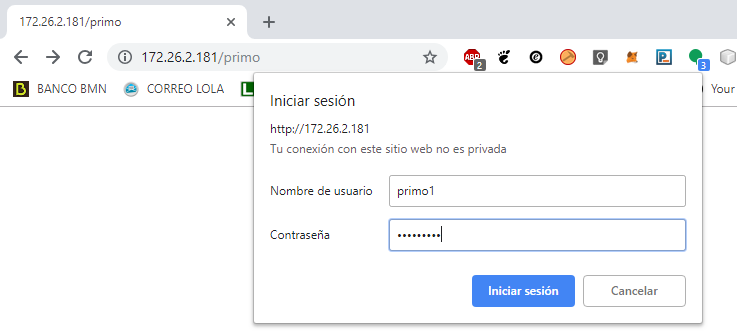 172.26.2.181/primo
172.26.2.181/primo
ABP 2 3
BANCO BMN CORREO LOLA L Your
Iniciar sesión
http://172.26.2.181
Tu conexión con este sitio web no es privada
Nombre de usuario primo1
Contraseña •••••••••
Iniciar sesión Cancelar